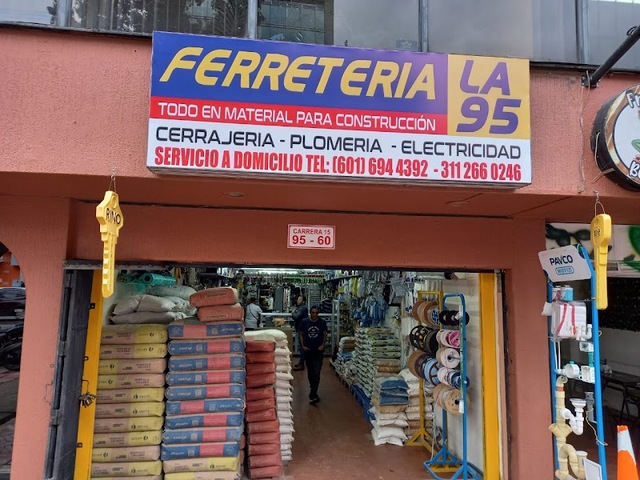 FERRETERIA LA 95
TODO EN MATERIAL PARA CONSTRUCCIÓN
CERRAJERIA - PLOMERIA - ELECTRICIDAD
SERVICIO A DOMICILIO TEL: (601) 694 4392 - 311 266 0246
CARRERA 15
95 - 60
PAVCO